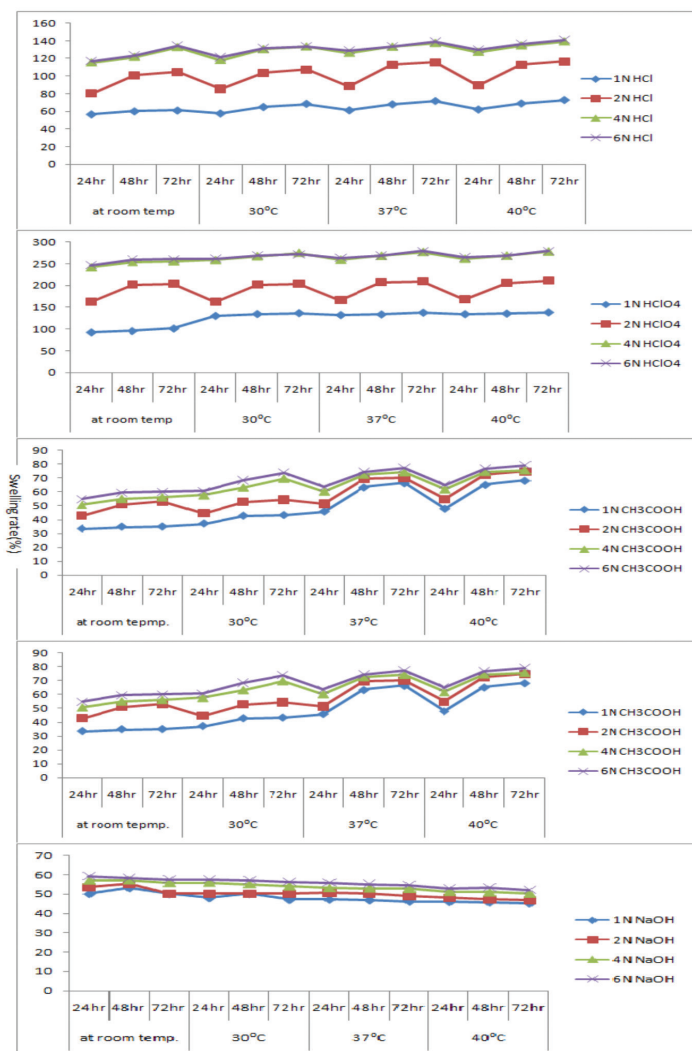 160
140
120
100
80
60
40
20
0
24hr 48hr 72hr 24hr 48hr 72hr 24hr 48hr 72hr 24hr 48hr 72hr
at room temp 30°C 37°C 40°C
1N HCl
2N HCl
4N HCl
6N HCl
300
250
200
150
100
50
0
24hr 48hr 72hr 24hr 48hr 72hr 24hr 48hr 72hr 24hr 48hr 72hr
at room temp 30°C 37°C 40°C
1N HClO4
2N HClO4
4N HClO4
6N HClO4
Swelling rate(%)
90
80
70
60
50
40
30
20
10
0
24hr 48hr 72hr 24hr 48hr 72hr 24hr 48hr 72hr 24hr 48hr 72hr
at room tepmp. 30°C 37°C 40°C
1N CH3COOH
2N CH3COOH
4N CH3COOH
6N CH3COOH
90
80
70
60
50
40
30
20
10
0
24hr 48hr 72hr 24hr 48hr 72hr 24hr 48hr 72hr 24hr 48hr 72hr
at room tepmp. 30°C 37°C 40°C
1N CH3COOH
2N CH3COOH
4N CH3COOH
6N CH3COOH
70
60
50
40
30
20
10
0
24hr 48hr 72hr 24hr 48hr 72hr 24hr 48hr 72hr 24hr 48hr 72hr
at room temp. 30°C 37°C 40°C
1N NaOH
2N NaOH
4N NaOH
6N NaOH